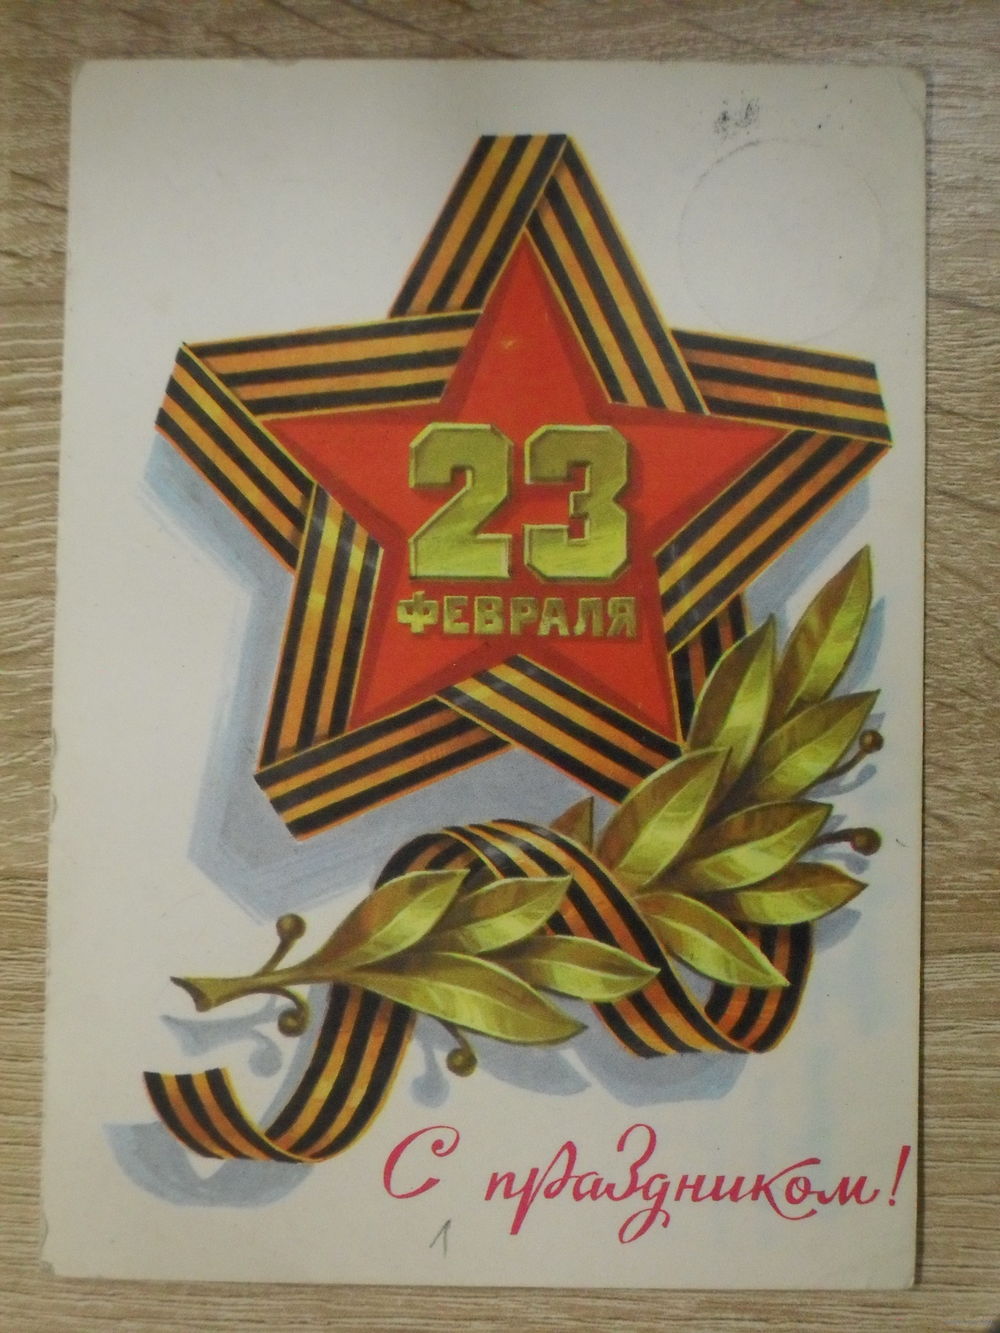 23
ФЕВРАЛЯ
С праздником!
1